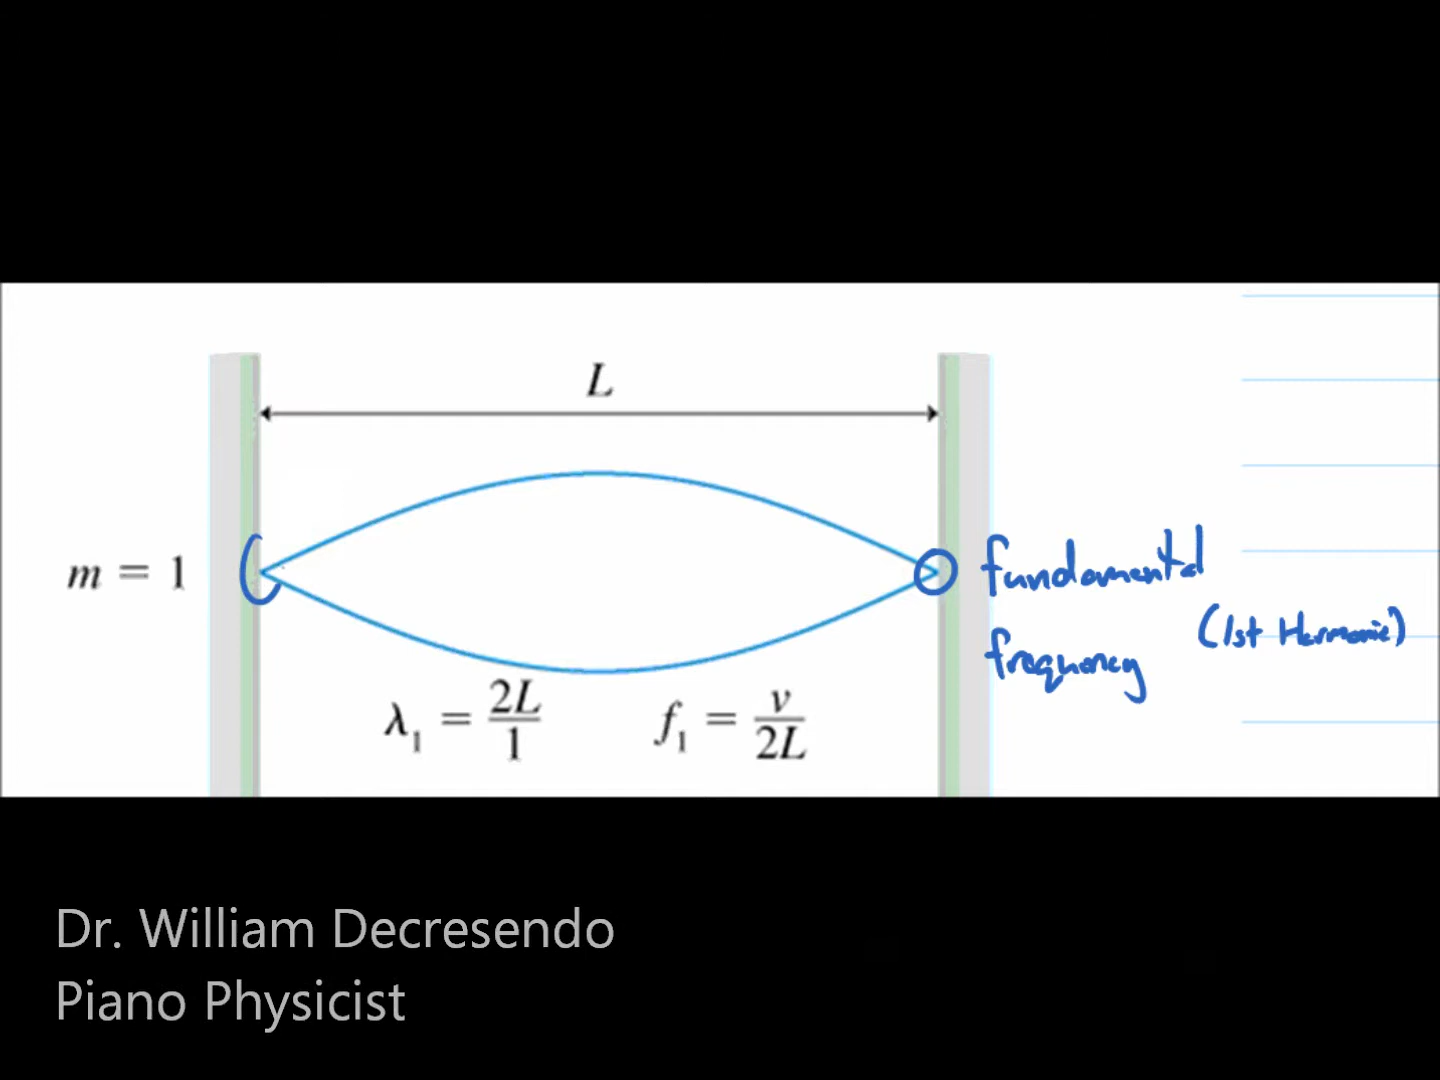 L
m = 1
fundamental
(1st Harmonic)
frequency
λ₁ = 2L/1
f₁ = v/2L
Dr. William Decresendo
Piano Physicist